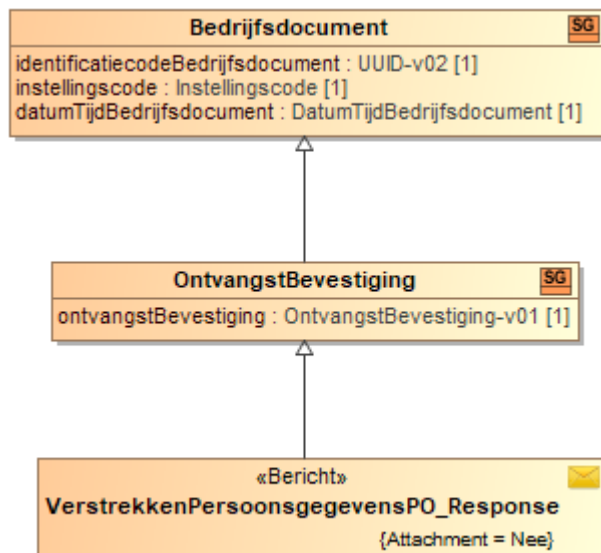 Bedrijfsdocument
SG
identificatiecodeBedrijfsdocument : UUID-v02 [1]
instellingscode : Instellingscode [1]
datumTijdBedrijfsdocument : DatumTijdBedrijfsdocument [1]
OntvangstBevestiging
SG
ontvangstBevestiging : OntvangstBevestiging-v01 [1]
«Bericht»
VerstrekkenPersoonsgegevensPO_Response
{Attachment = Nee}